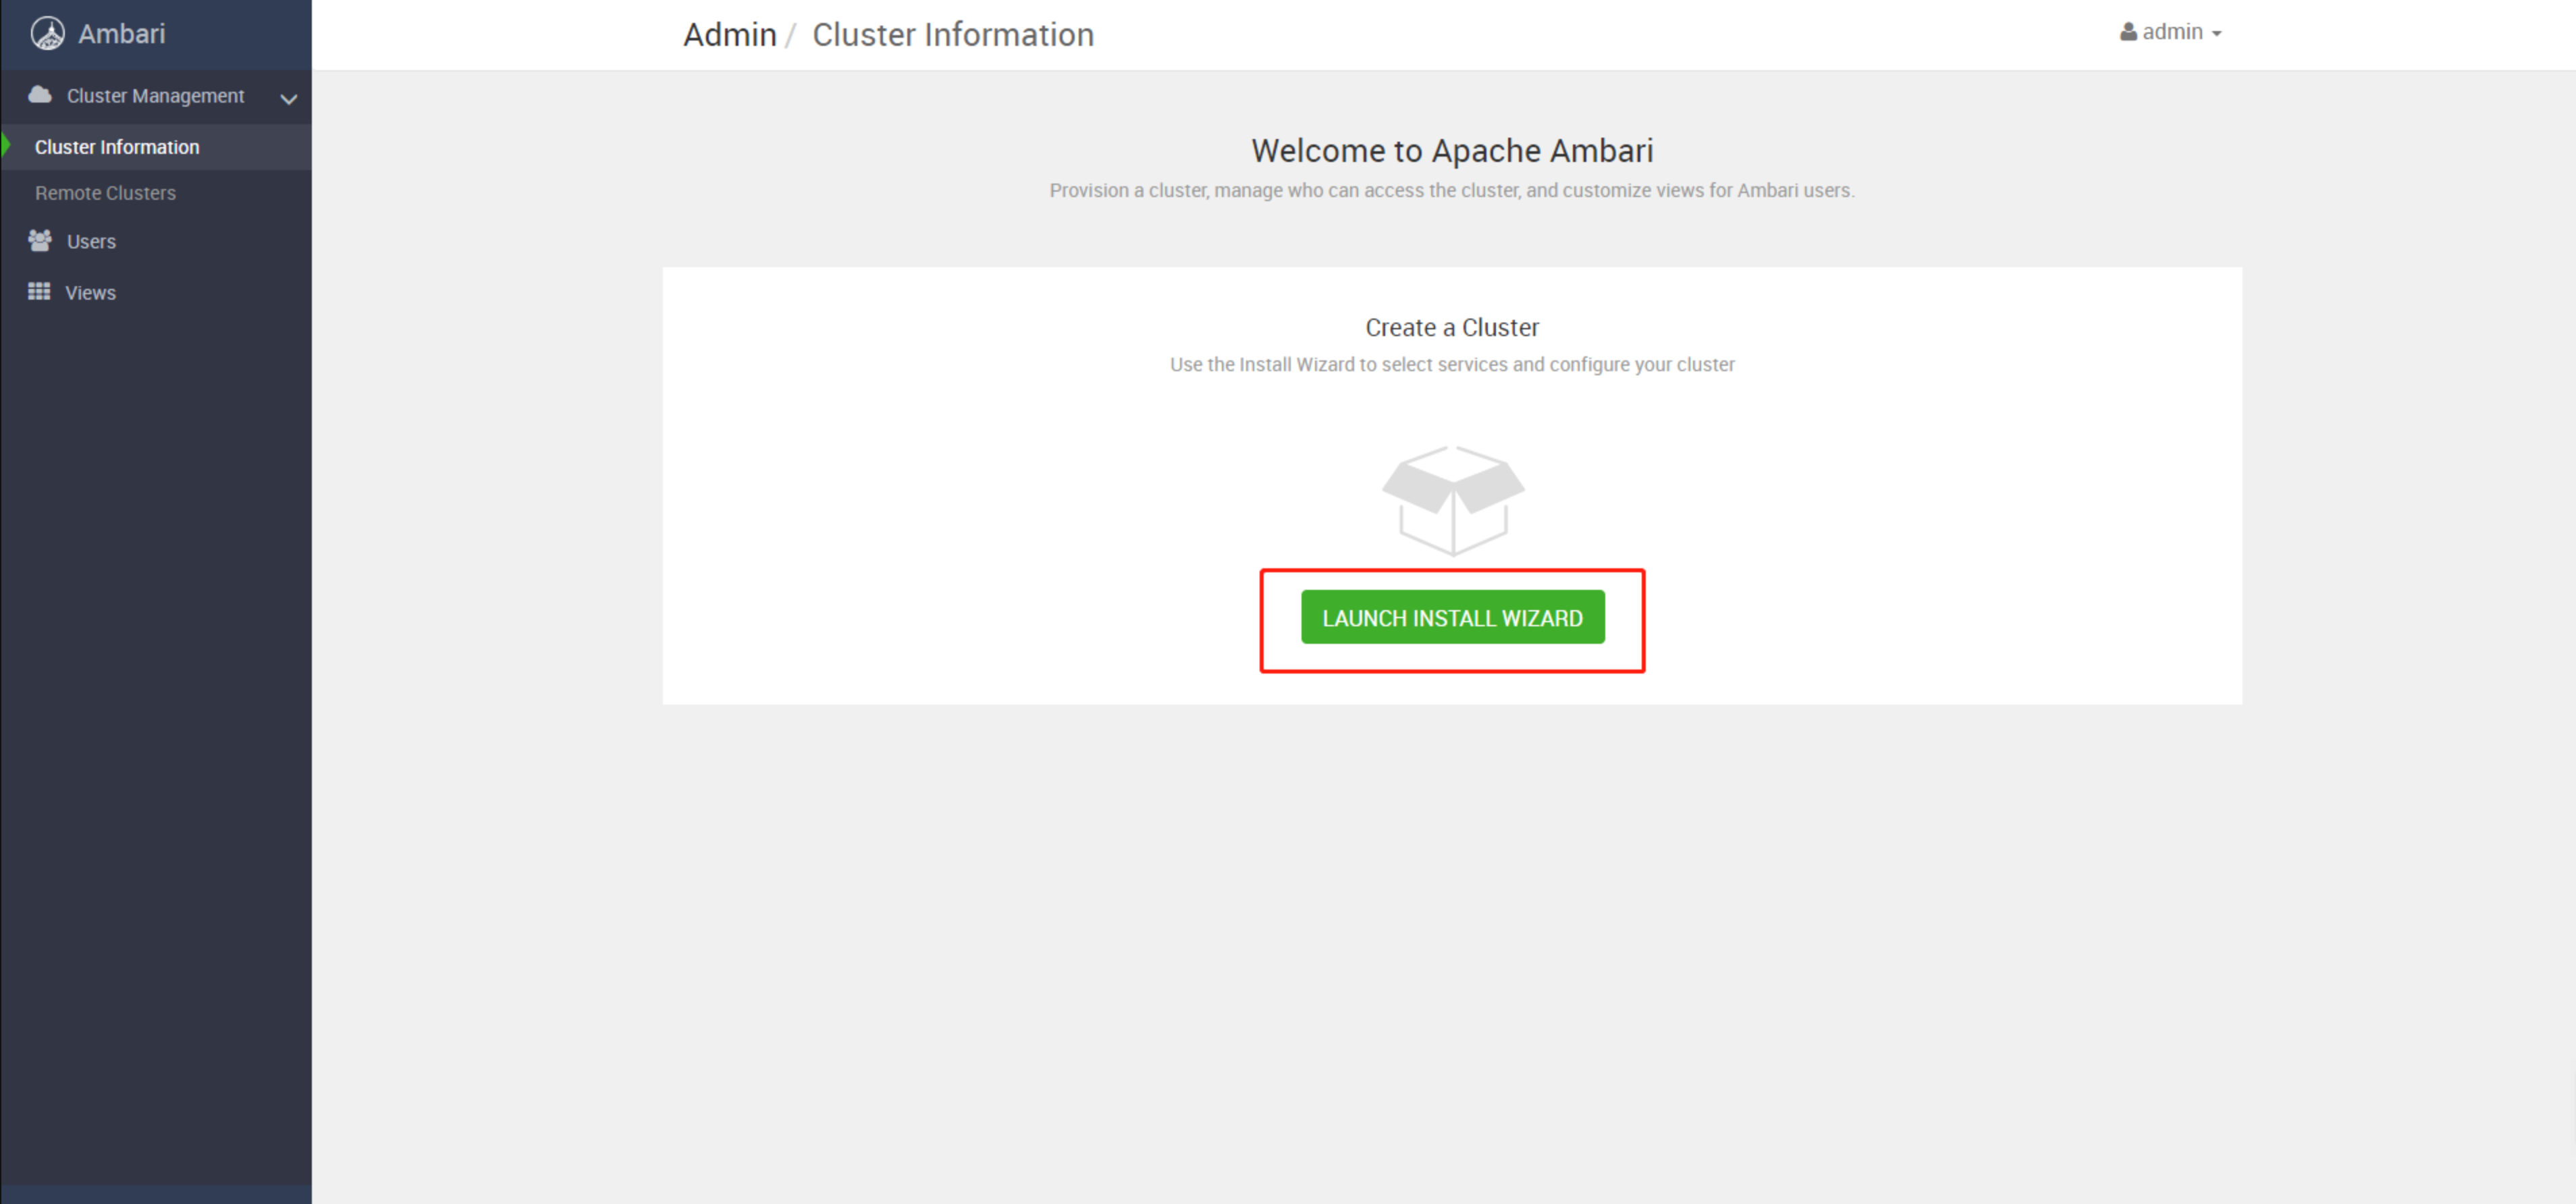 Ambari
Admin / Cluster Information
admin
Cluster Management
Cluster Information
Remote Clusters
Users
Views
Welcome to Apache Ambari
Provision a cluster, manage who can access the cluster, and customize views for Ambari users.
Create a Cluster
Use the Install Wizard to select services and configure your cluster
LAUNCH INSTALL WIZARD